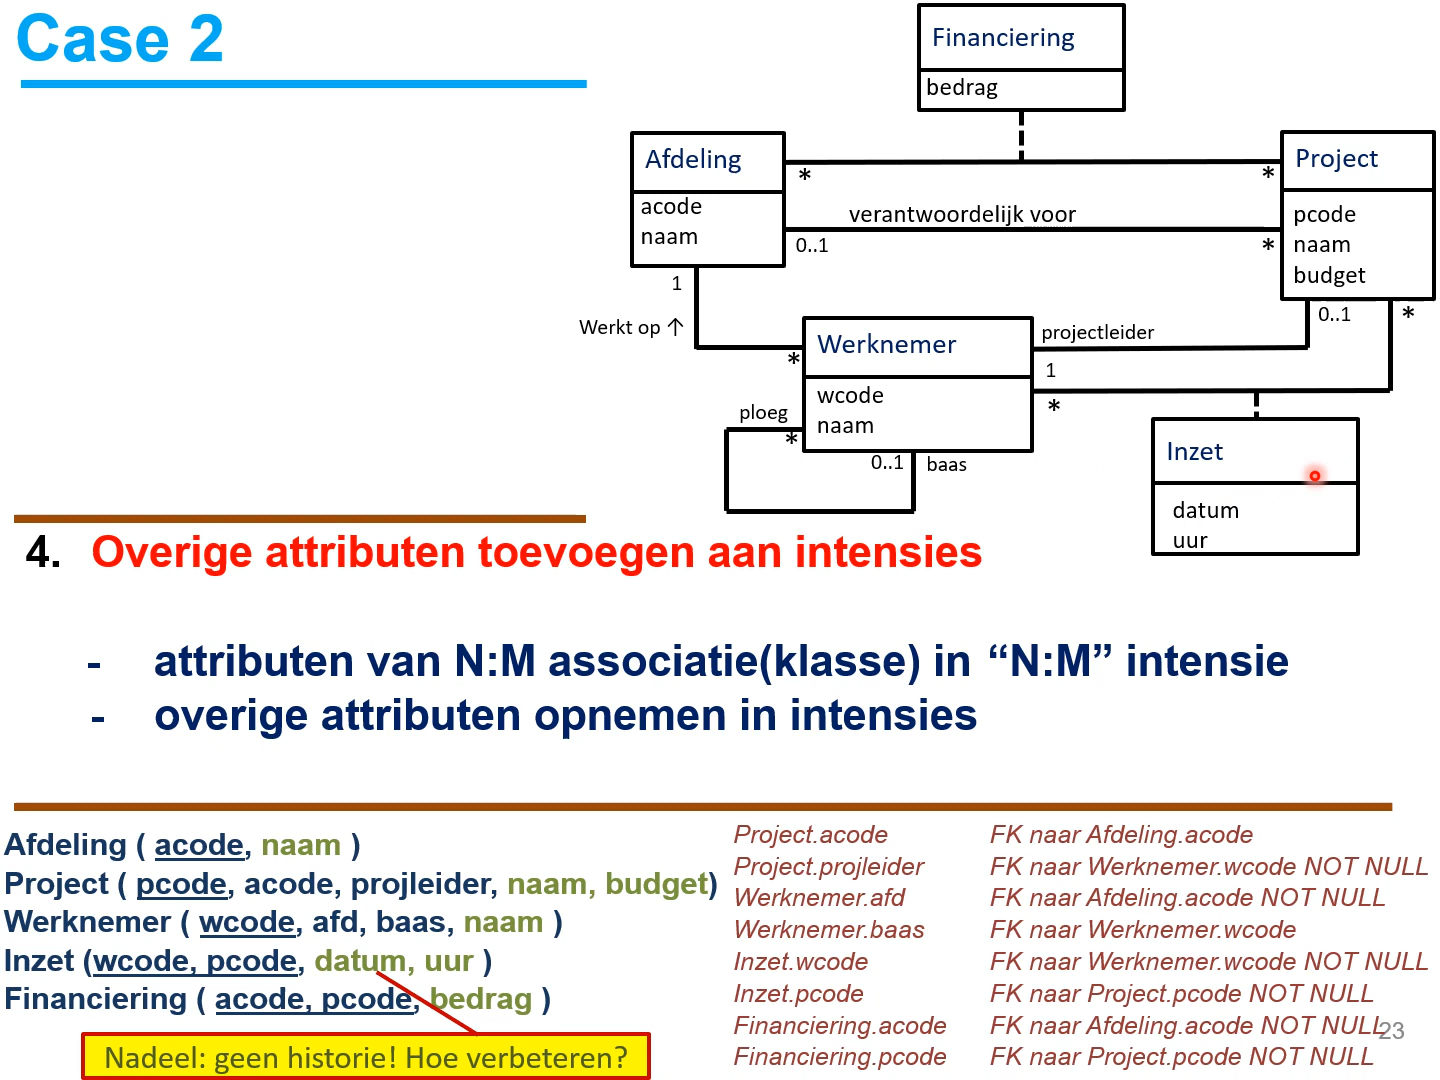 Case 2
Financiering
bedrag
Afdeling
acode
naam
Project
pcode
naam
budget
* *
verantwoordelijk voor
0..1 *
1
Werkt op ↑
*
Werknemer
wcode
naam
projectleider
0..1 *
1
*
ploeg
*
0..1 baas
Inzet
datum
uur
4. Overige attributen toevoegen aan intensies
- attributen van N:M associatie(klasse) in “N:M” intensie
- overige attributen opnemen in intensies
Afdeling ( acode, naam )
Project ( pcode, acode, projleider, naam, budget)
Werknemer ( wcode, afd, baas, naam )
Inzet (wcode, pcode, datum, uur )
Financiering ( acode, pcode, bedrag )
Nadeel: geen historie! Hoe verbeteren?
Project.acode FK naar Afdeling.acode
Project.projleider FK naar Werknemer.wcode NOT NULL
Werknemer.afd FK naar Afdeling.acode NOT NULL
Werknemer.baas FK naar Werknemer.wcode
Inzet.wcode FK naar Werknemer.wcode NOT NULL
Inzet.pcode FK naar Project.pcode NOT NULL
Financiering.acode FK naar Afdeling.acode NOT NULL
Financiering.pcode FK naar Project.pcode NOT NULL
23